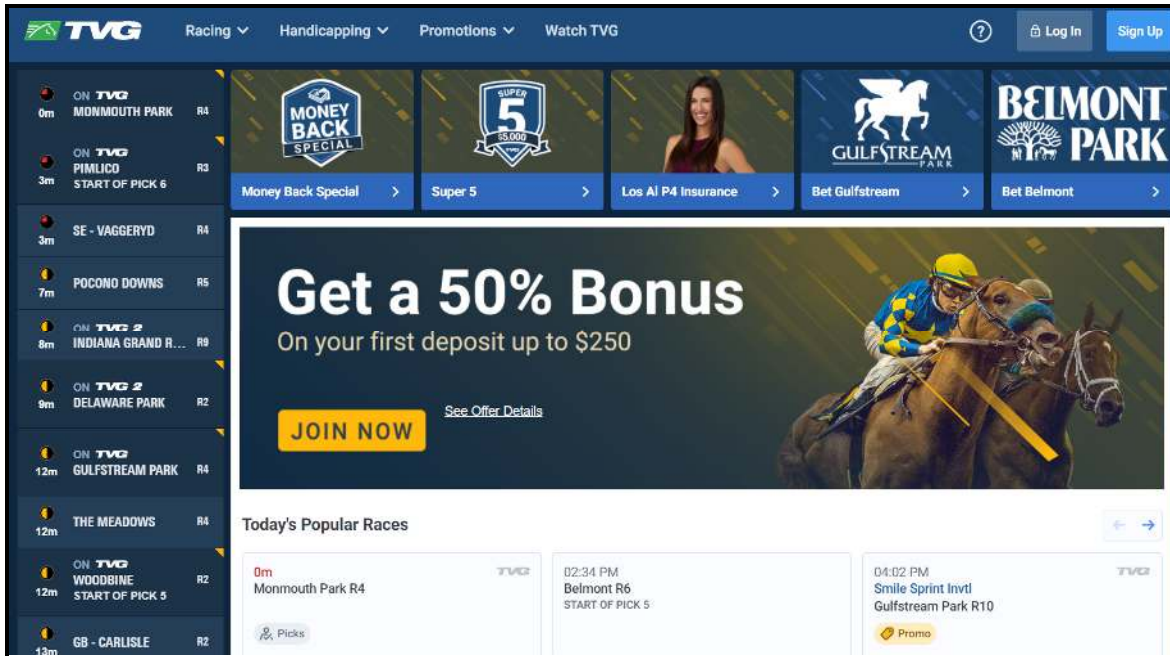 TVG
Racing
Handicapping
Promotions
Watch TVG
?
Log In
Sign Up
0m
ON TVG
MONMOUTH PARK
R4
3m
ON TVG
PIMLICO
START OF PICK 6
R3
3m
SE - VAGGERYD
R4
7m
POCONO DOWNS
R5
8m
ON TVG 2
INDIANA GRAND R...
R9
9m
ON TVG 2
DELAWARE PARK
R2
12m
ON TVG
GULFSTREAM PARK
R4
12m
THE MEADOWS
R4
12m
ON TVG
WOODBINE
START OF PICK 5
R2
13m
GB - CARLISLE
R2
MONEY
BACK
SPECIAL
Money Back Special
SUPER
5
$5,000
Super 5
Los Al P4 Insurance
GULFSTREAM
PARK
Bet Gulfstream
BELMONT
PARK
NY
Bet Belmont
Get a 50% Bonus
On your first deposit up to $250
JOIN NOW
See Offer Details
Today's Popular Races
0m
TVG
Monmouth Park R4
Picks
02:34 PM
Belmont R6
START OF PICK 5
04:02 PM
TVG
Smile Sprint Invtl
Gulfstream Park R10
Promo